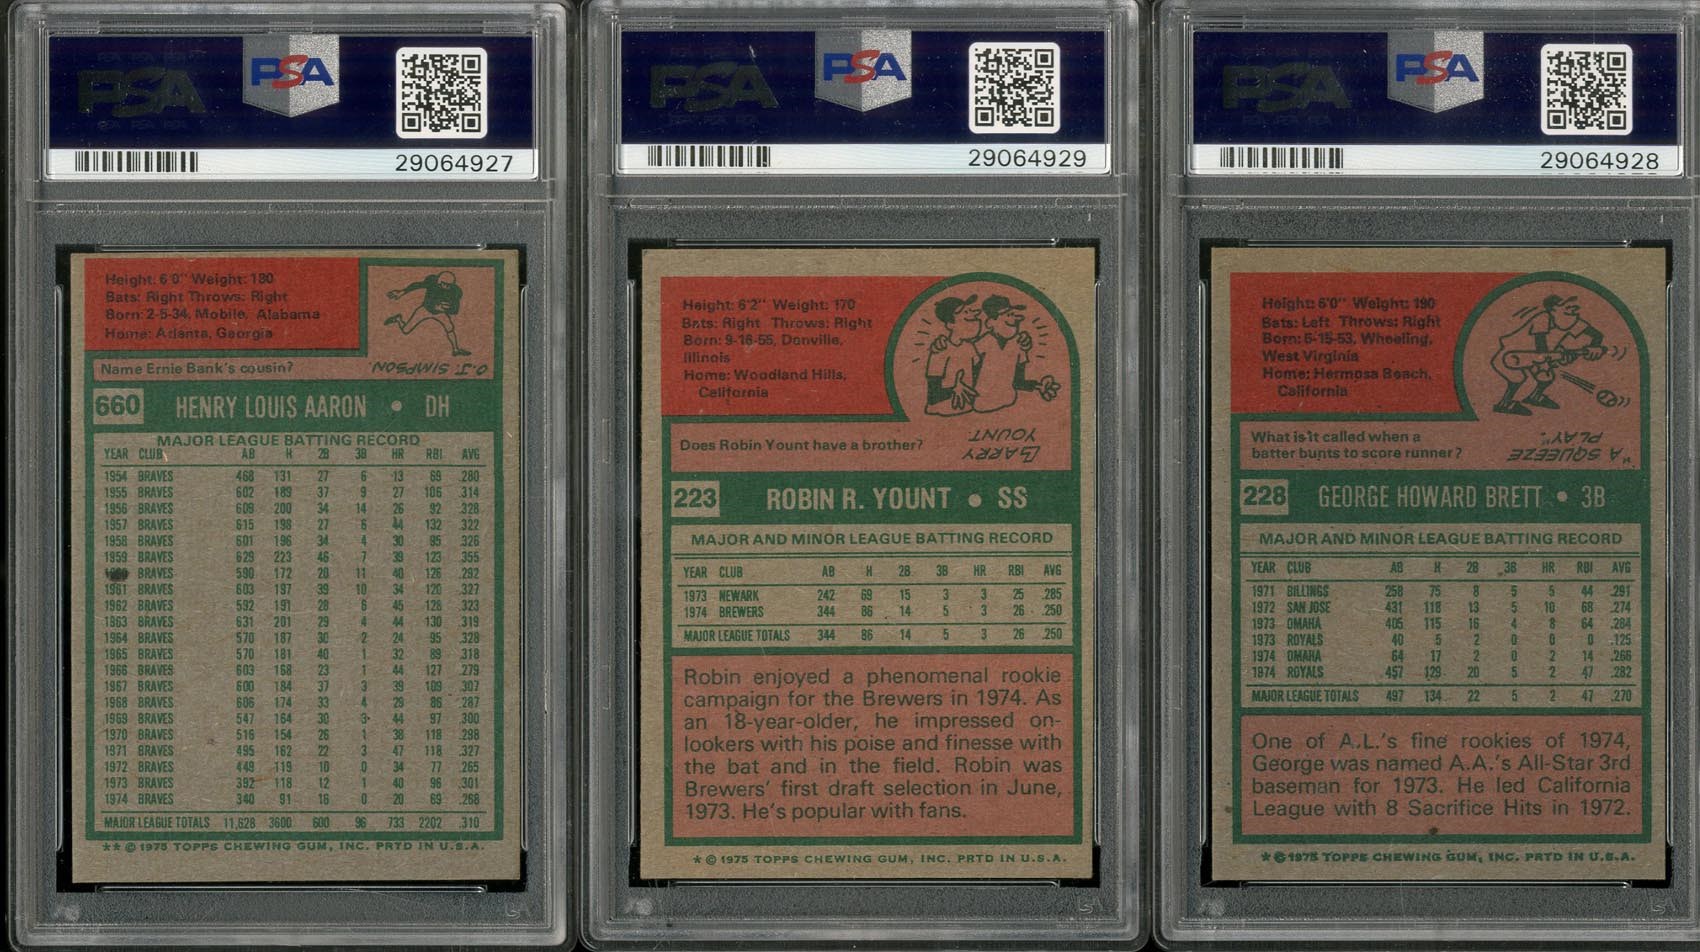 PSA
PSA
29064927
Height: 6'0" Weight: 180
Bats: Right Throws: Right
Born: 2-5-34, Mobile, Alabama
Home: Atlanta, Georgia
Name Ernie Bank's cousin?
O.J. SIMPSON
660 HENRY LOUIS AARON • DH
MAJOR LEAGUE BATTING RECORD
YEAR CLUB AB H 2B 3B HR RBI AVG
1954 BRAVES 468 131 27 6 13 69 .280
1955 BRAVES 602 189 37 9 27 106 .314
1956 BRAVES 609 200 34 14 26 92 .328
1957 BRAVES 615 198 27 6 44 132 .322
1958 BRAVES 601 196 34 4 30 95 .326
1959 BRAVES 629 223 46 7 39 123 .355
BRAVES 590 172 20 11 40 126 .292
1961 BRAVES 603 197 39 10 34 120 .327
1962 BRAVES 592 191 28 6 45 128 .323
1963 BRAVES 631 201 29 4 44 130 .319
1964 BRAVES 570 187 30 2 24 95 .328
1965 BRAVES 570 181 40 1 32 89 .318
1966 BRAVES 603 168 23 1 44 127 .279
1967 BRAVES 600 184 37 3 39 109 .307
1968 BRAVES 606 174 33 4 29 86 .287
1969 BRAVES 547 164 30 3 44 97 .300
1970 BRAVES 516 154 26 1 38 118 .298
1971 BRAVES 495 162 22 3 47 118 .327
1972 BRAVES 449 119 10 0 34 77 .265
1973 BRAVES 392 118 12 1 40 96 .301
1974 BRAVES 340 91 16 0 20 69 .268
MAJOR LEAGUE TOTALS 11,628 3600 600 96 733 2202 .310
** © 1975 TOPPS CHEWING GUM, INC. PRTD IN U.S.A.
PSA
PSA
29064929
Height: 6'2" Weight: 170
Bats: Right Throws: Right
Born: 9-16-55, Danville,
Illinois
Home: Woodland Hills,
California
Does Robin Yount have a brother?
BARRY
YOUNT.
223 ROBIN R. YOUNT • SS
MAJOR AND MINOR LEAGUE BATTING RECORD
YEAR CLUB AB H 2B 3B HR RBI AVG
1973 NEWARK 242 69 15 3 3 25 .285
1974 BREWERS 344 86 14 5 3 26 .250
MAJOR LEAGUE TOTALS 344 86 14 5 3 26 .250
Robin enjoyed a phenomenal rookie
campaign for the Brewers in 1974. As
an 18-year-older, he impressed on-
lookers with his poise and finesse with
the bat and in the field. Robin was
Brewers' first draft selection in June,
1973. He's popular with fans.
* © 1975 TOPPS CHEWING GUM, INC. PRTD IN U.S.A.
PSA
PSA
29064928
Height: 6'0" Weight: 190
Bats: Left Throws: Right
Born: 5-15-53, Wheeling,
West Virginia
Home: Hermosa Beach,
California
What is it called when a
batter bunts to score runner?
"A SQUEEZE
PLAY".
228 GEORGE HOWARD BRETT • 3B
MAJOR AND MINOR LEAGUE BATTING RECORD
YEAR CLUB AB H 2B 3B HR RBI AVG
1971 BILLINGS 258 75 8 5 5 44 .291
1972 SAN JOSE 431 118 13 5 10 68 .274
1973 OMAHA 405 115 16 4 8 64 .284
1973 ROYALS 40 5 2 0 0 0 .125
1974 OMAHA 64 17 2 0 2 14 .266
1974 ROYALS 457 129 20 5 2 47 .282
MAJOR LEAGUE TOTALS 497 134 22 5 2 47 .270
One of A.L.'s fine rookies of 1974,
George was named A.A.'s All-Star 3rd
baseman for 1973. He led California
League with 8 Sacrifice Hits in 1972.
* © 1975 TOPPS CHEWING GUM, INC. PRTD IN U.S.A.